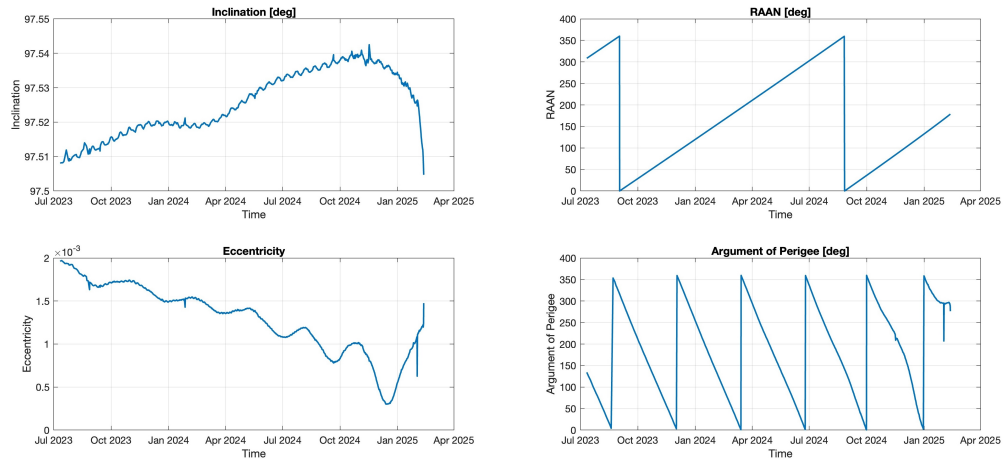 Inclination [deg]
97.55
97.54
97.53
97.52
97.51
97.5
Inclination
Jul 2023 Oct 2023 Jan 2024 Apr 2024 Jul 2024 Oct 2024 Jan 2025 Apr 2025
Time
RAAN [deg]
400
350
300
250
200
150
100
50
0
RAAN
Jul 2023 Oct 2023 Jan 2024 Apr 2024 Jul 2024 Oct 2024 Jan 2025 Apr 2025
Time
×10⁻³
Eccentricity
2
1.5
1
0.5
0
Eccentricity
Jul 2023 Oct 2023 Jan 2024 Apr 2024 Jul 2024 Oct 2024 Jan 2025 Apr 2025
Time
Argument of Perigee [deg]
400
350
300
250
200
150
100
50
0
Argument of Perigee
Jul 2023 Oct 2023 Jan 2024 Apr 2024 Jul 2024 Oct 2024 Jan 2025 Apr 2025
Time